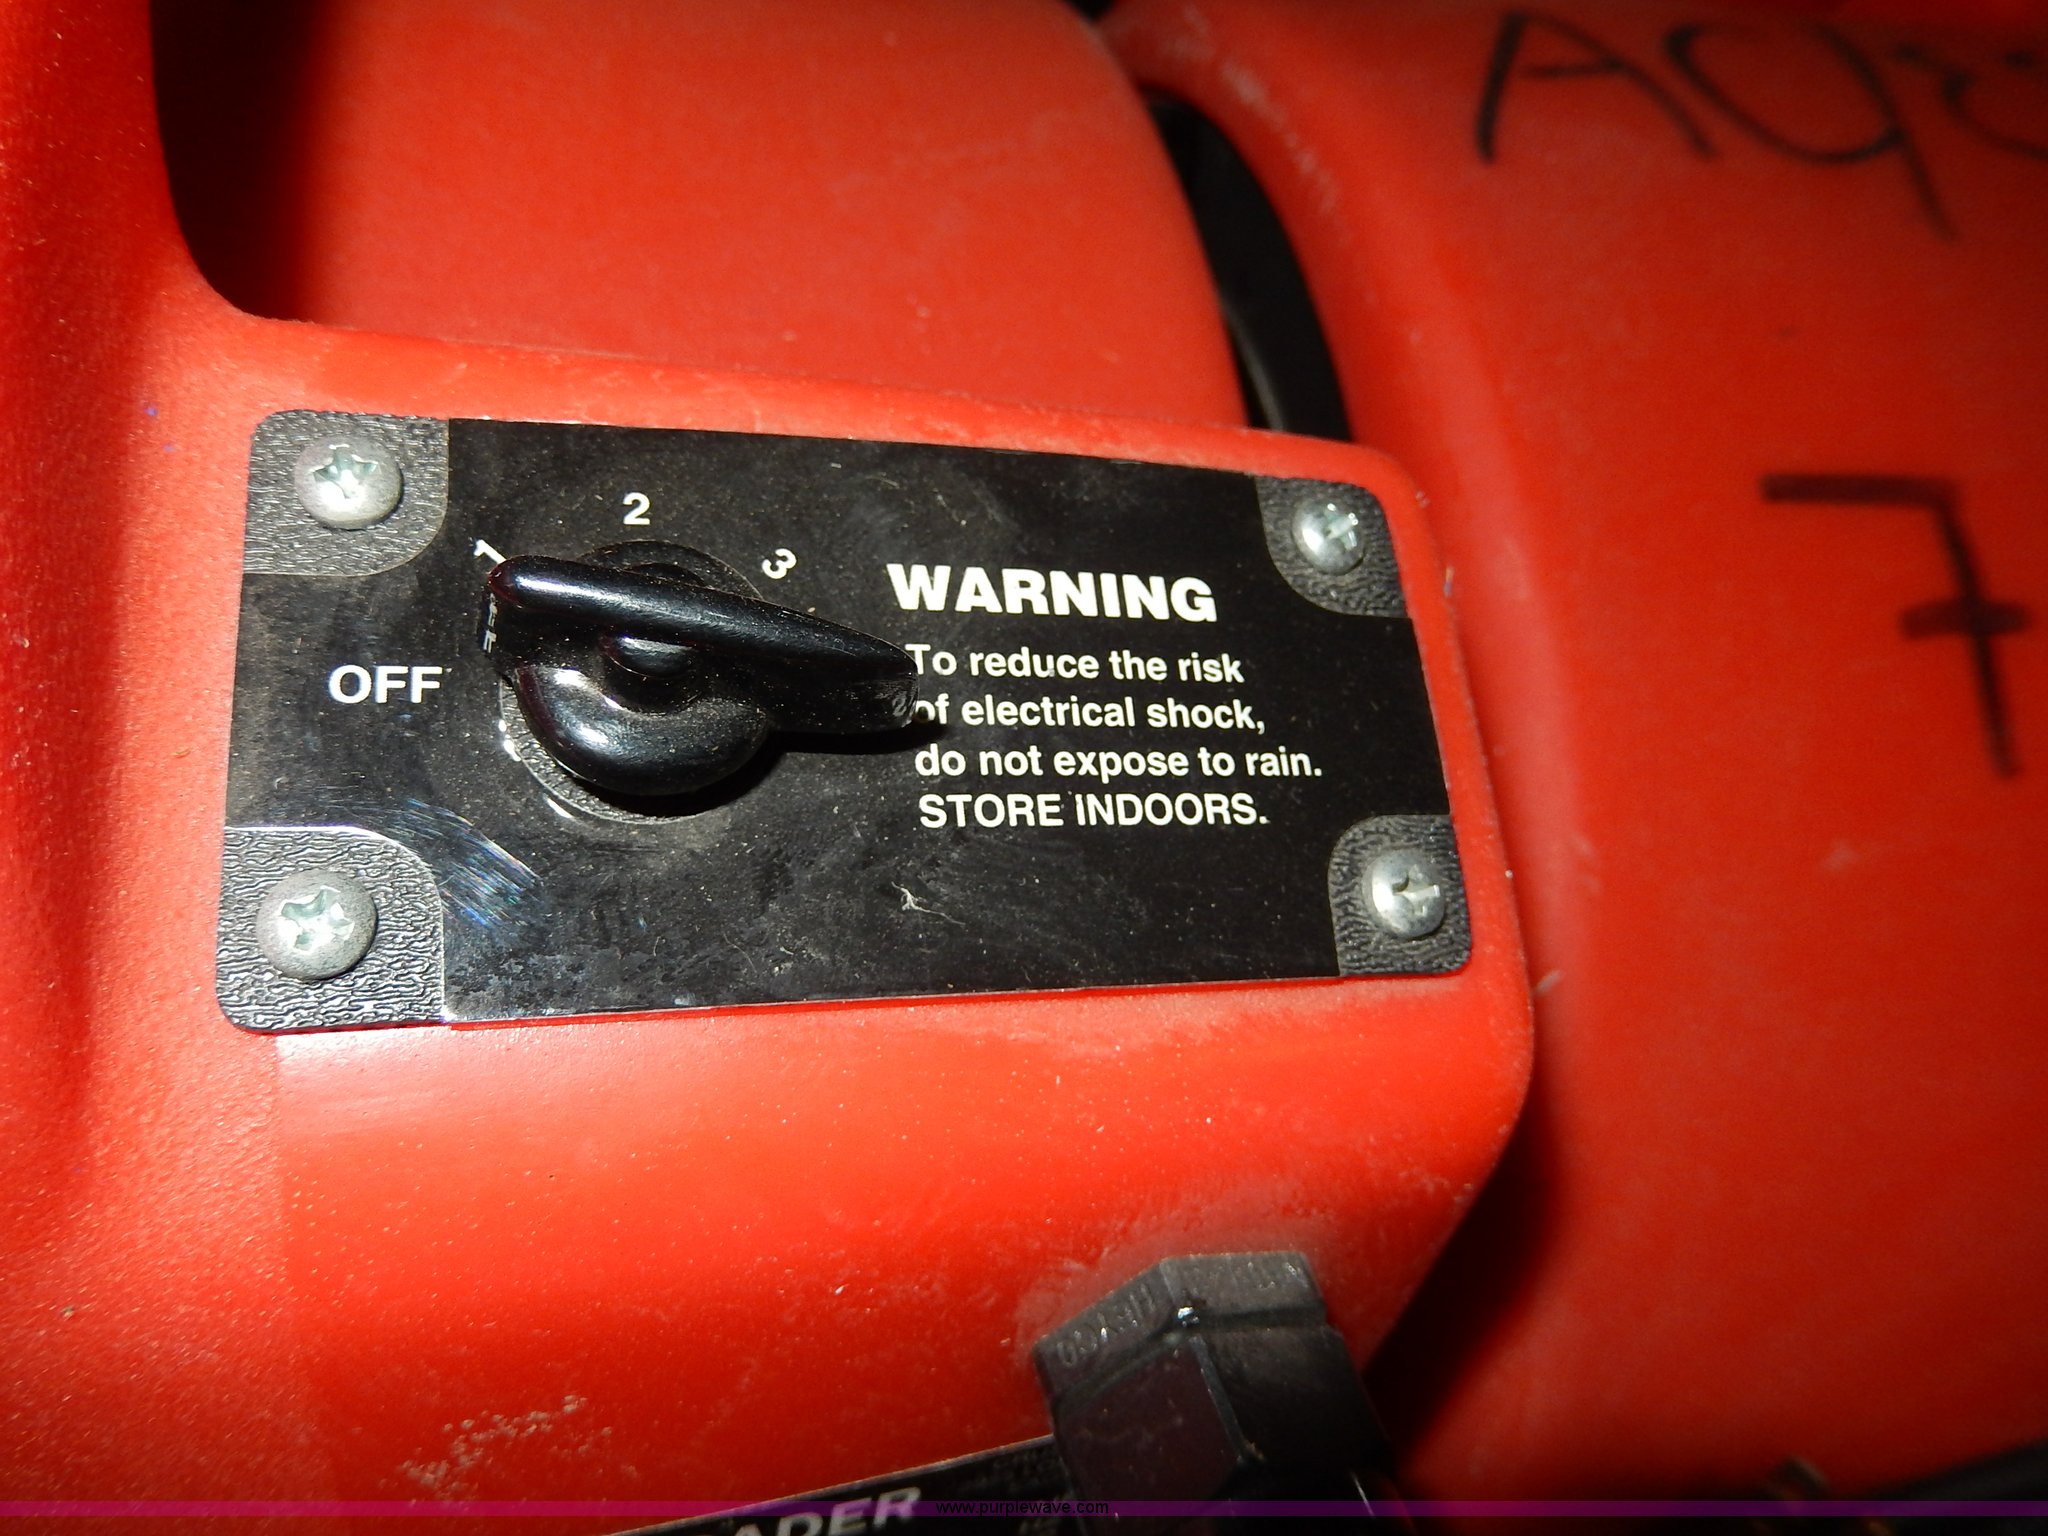 2
1
3
OFF
WARNING
To reduce the risk
of electrical shock,
do not expose to rain.
STORE INDOORS.
7
www.purplewave.com